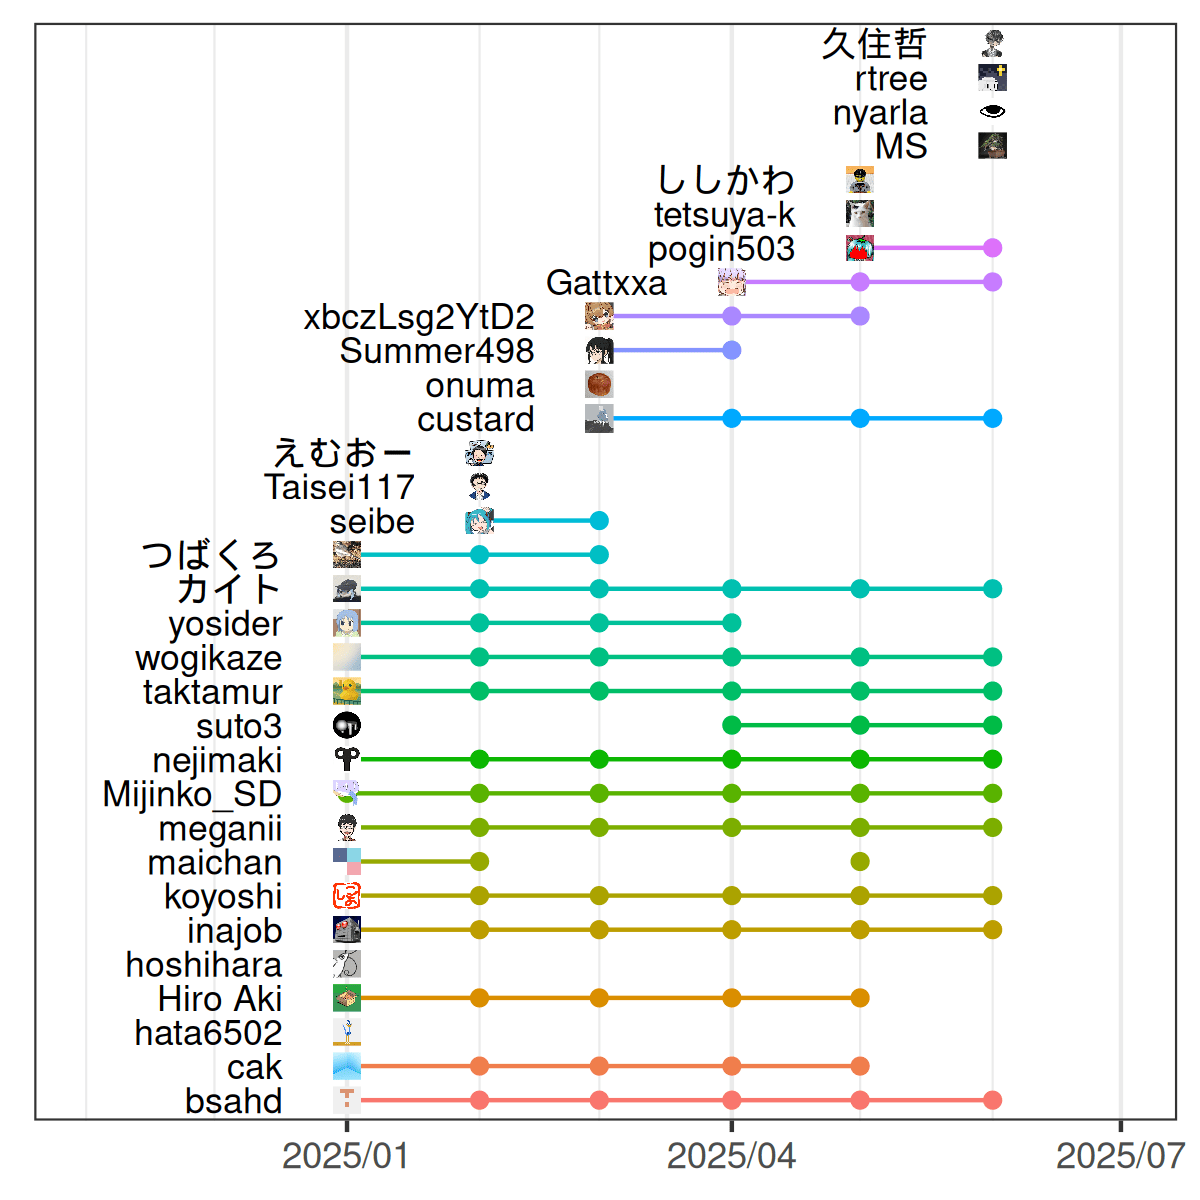 久住哲
rtree
nyarla
MS
ししかわ
tetsuya-k
pogin503
Gattxxa
xbczLsg2YtD2
Summer498
onuma
custard
えむおー
Taisei117
seibe
つばくろ
カイト
yosider
wogikaze
taktamur
suto3
nejimaki
Mijinko_SD
meganii
maichan
koyoshi
inajob
hoshihara
Hiro Aki
hata6502
cak
bsahd
2025/01 2025/04 2025/07